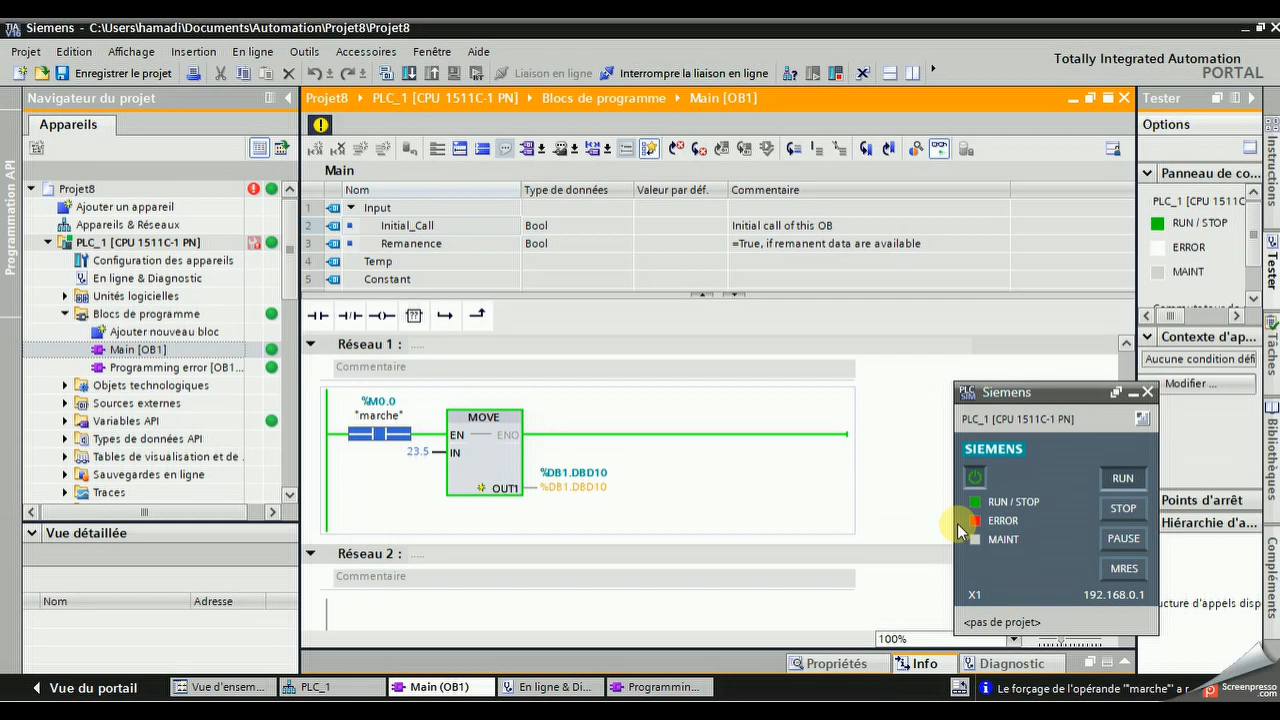 TIA V16 Siemens - C:\Users\hamadi\Documents\Automation\Projet8\Projet8
Projet Edition Affichage Insertion En ligne Outils Accessoires Fenêtre Aide
Totally Integrated Automation
PORTAL
Enregistrer le projet
Liaison en ligne
Interrompre la liaison en ligne
Navigateur du projet
Projet8 PLC_1 [CPU 1511C-1 PN] Blocs de programme Main [OB1]
Tester
Appareils
Options
Programmation API
Main
Nom Type de données Valeur par déf. Commentaire
1 Input
2 Initial_Call Bool Initial call of this OB
3 Remanence Bool =True, if remanent data are available
4 Temp
5 Constant
Projet8
Ajouter un appareil
Appareils & Réseaux
PLC_1 [CPU 1511C-1 PN]
Configuration des appareils
En ligne & Diagnostic
Unités logicielles
Blocs de programme
Ajouter nouveau bloc
Main [OB1]
Programming error [OB1...
Objets technologiques
Sources externes
Variables API
Types de données API
Tables de visualisation et de .
Sauvegardes en ligne
Traces
Vue détaillée
Nom Adresse
Réseau 1 : .....
Commentaire
%M0.0
"marche"
MOVE
EN ENO
23.5 IN
OUT1
%DB1.DBD10
%DB1.DBD10
Réseau 2 : .....
Commentaire
100%
Panneau de co...
PLC_1 [CPU 1511C
RUN / STOP
ERROR
MAINT
Contexte d'ap...
Aucune condition défi
Modifier ...
Points d'arrêt
Hiérarchie d'a...
ucture d'appels disp
Instructions
Tester
Tâches
Bibliothèques
Compléments
PLC SIM Siemens
PLC_1 [CPU 1511C-1 PN]
SIEMENS
RUN
RUN / STOP
STOP
ERROR
PAUSE
MAINT
MRES
X1 192.168.0.1
<pas de projet>
Propriétés Info Diagnostic
Vue du portail
Vue d'ensem...
PLC_1
Main (OB1)
En ligne & Di...
Programmin...
Le forçage de l'opérande '"marche"' a r
Screenpresso
.com